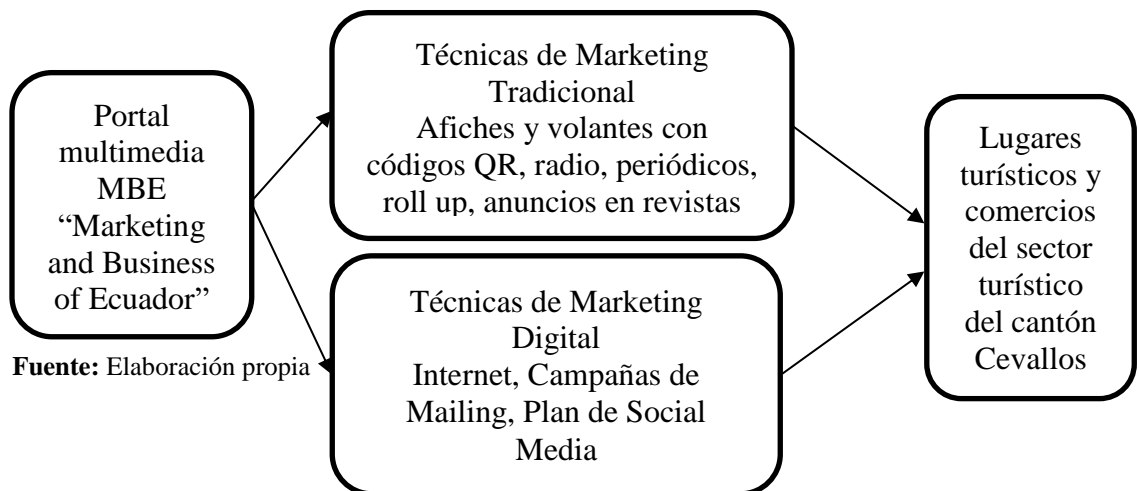 Portal
multimedia
MBE
“Marketing
and Business
of Ecuador”
Fuente: Elaboración propia
Técnicas de Marketing
Tradicional
Afiches y volantes con
códigos QR, radio, periódicos,
roll up, anuncios en revistas
Técnicas de Marketing
Digital
Internet, Campañas de
Mailing, Plan de Social
Media
Lugares
turísticos y
comercios
del sector
turístico
del cantón
Cevallos